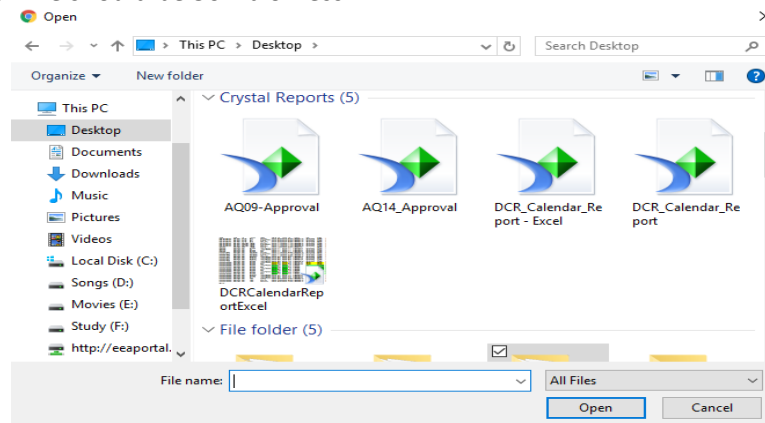 Open
This PC > Desktop >
Search Desktop
Organize
New folder
This PC
Desktop
Documents
Downloads
Music
Pictures
Videos
Local Disk (C:)
Songs (D:)
Movies (E:)
Study (F:)
http://eeaportal.
Crystal Reports (5)
AQ09-Approval
AQ14_Approval
DCR_Calendar_Re
port - Excel
DCR_Calendar_Re
port
DCRCalendarRep
ortExcel
File folder (5)
File name:
All Files
Open
Cancel